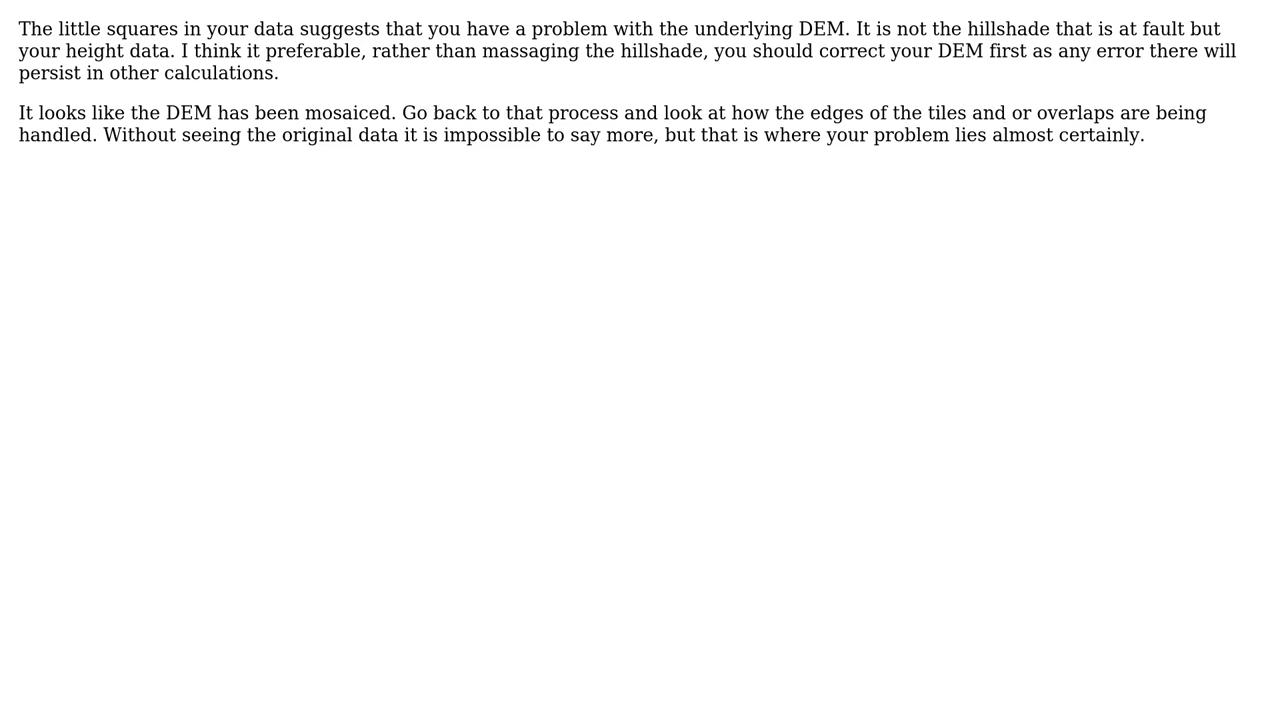 The little squares in your data suggests that you have a problem with the underlying DEM. It is not the hillshade that is at fault but
your height data. I think it preferable, rather than massaging the hillshade, you should correct your DEM first as any error there will
persist in other calculations.
It looks like the DEM has been mosaiced. Go back to that process and look at how the edges of the tiles and or overlaps are being
handled. Without seeing the original data it is impossible to say more, but that is where your problem lies almost certainly.